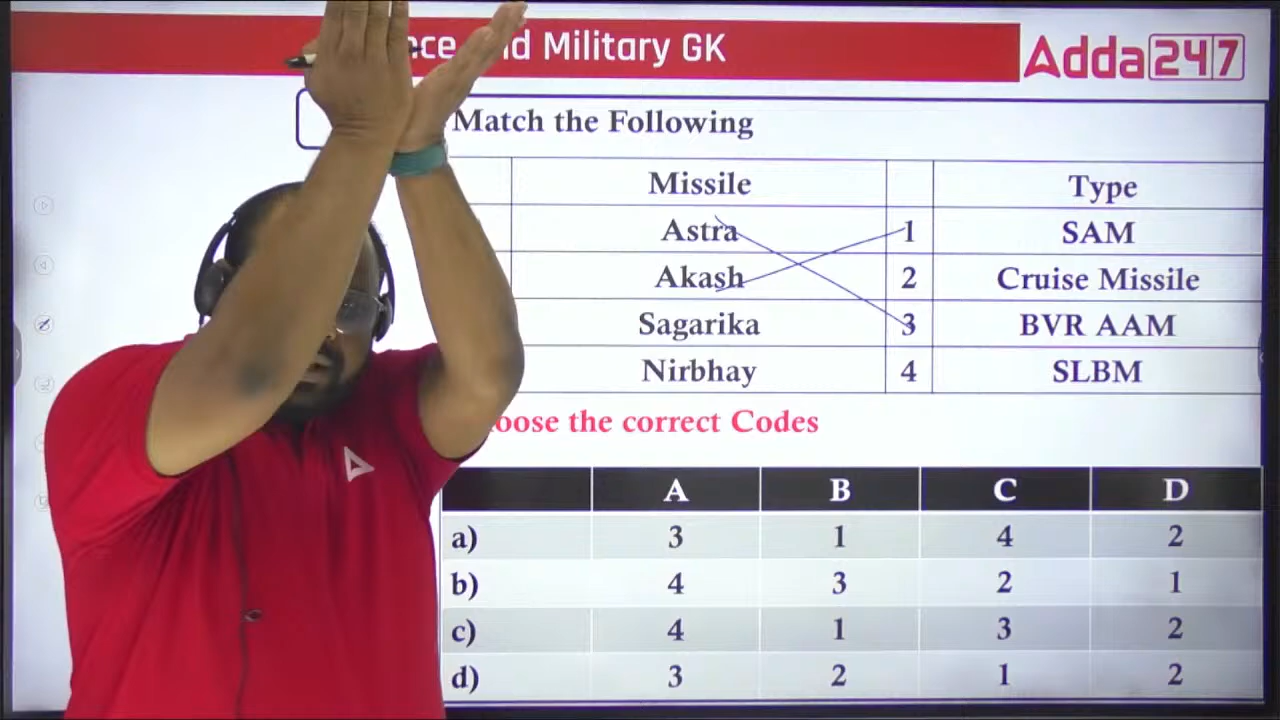 and Military GK
Adda247
Match the Following
Missile Type
Astra 1 SAM
Akash 2 Cruise Missile
Sagarika 3 BVR AAM
Nirbhay 4 SLBM
the correct Codes
A B C D
a) 3 1 4 2
b) 4 3 2 1
c) 4 1 3 2
d) 3 2 1 2